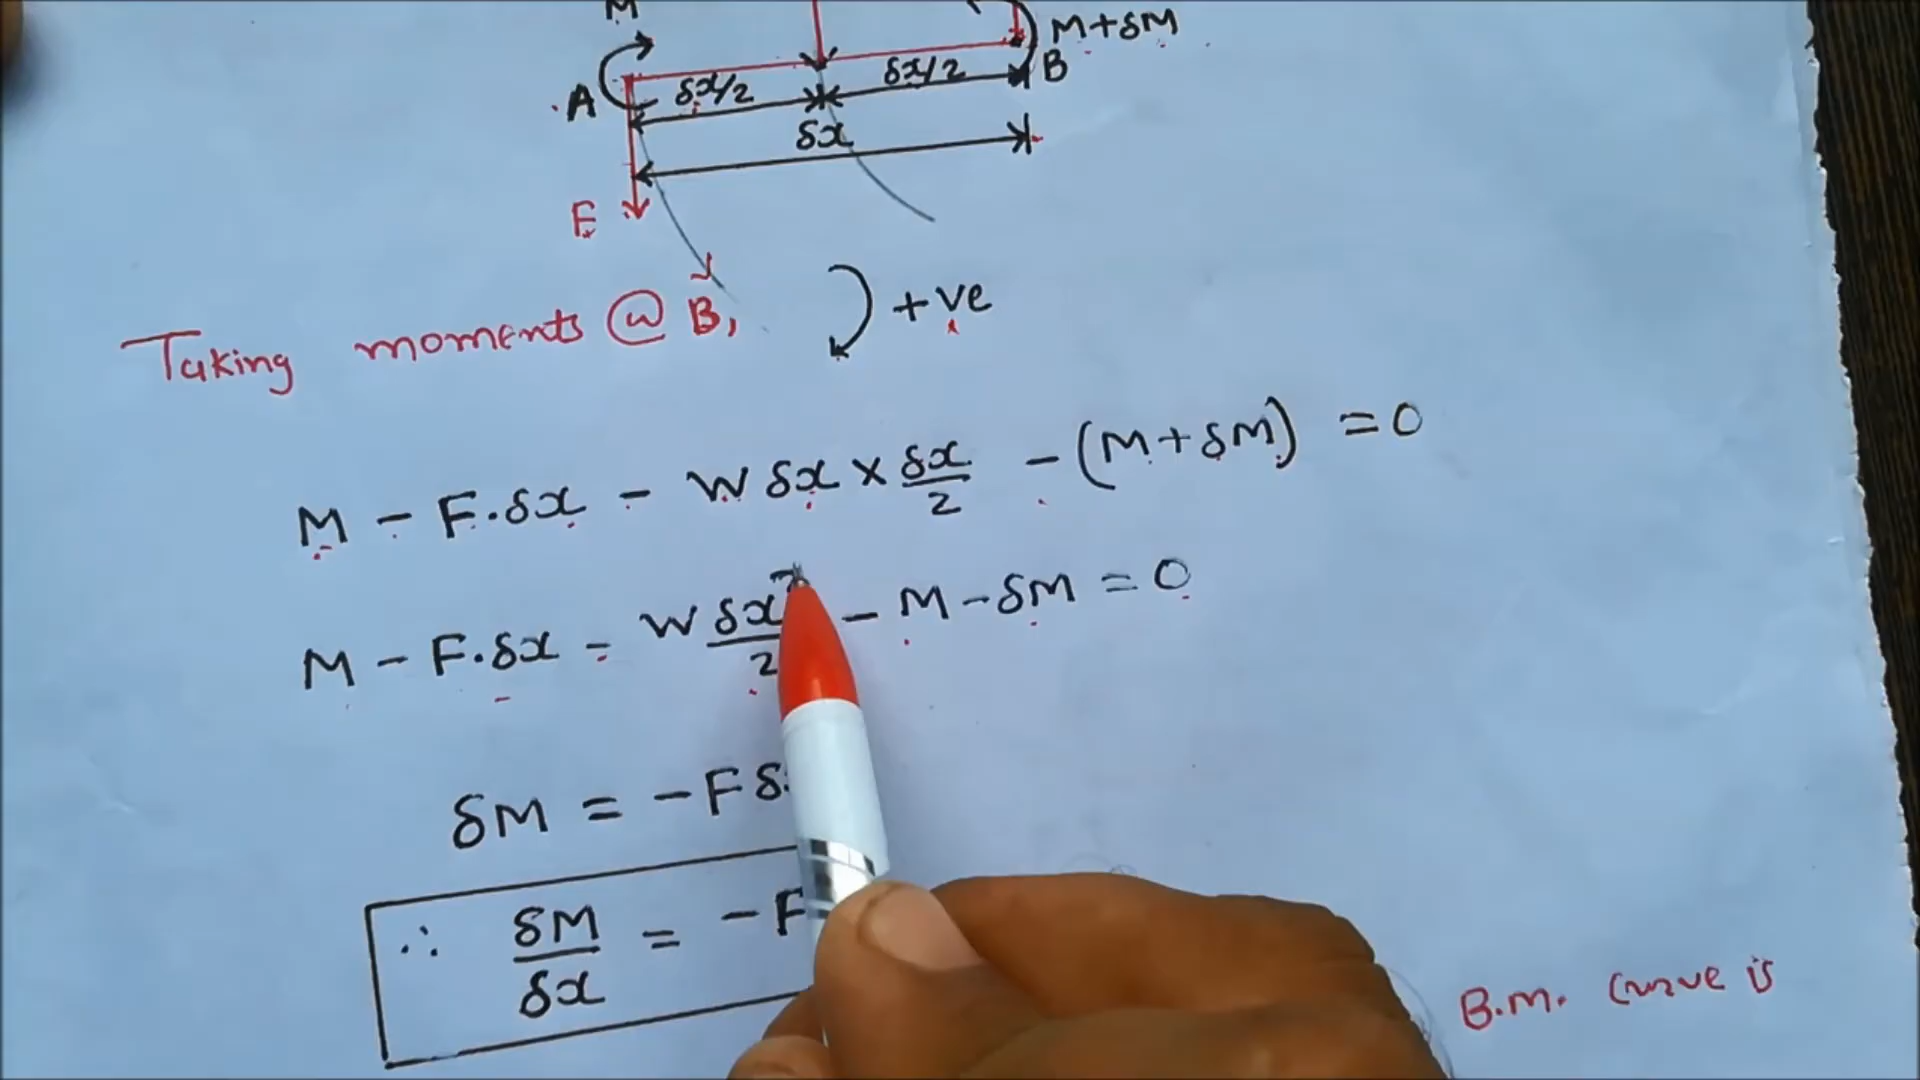 M
M+δM
A δx/2 δx/2 B
δx
F
Taking moments @ B, +ve
M - F.δx - W δx × δx/2 - (M+δM) = 0
M - F.δx - W δx²/2 - M - δM = 0
δM = -F δ
∴ δM/δx = -F
B.M. Curve is